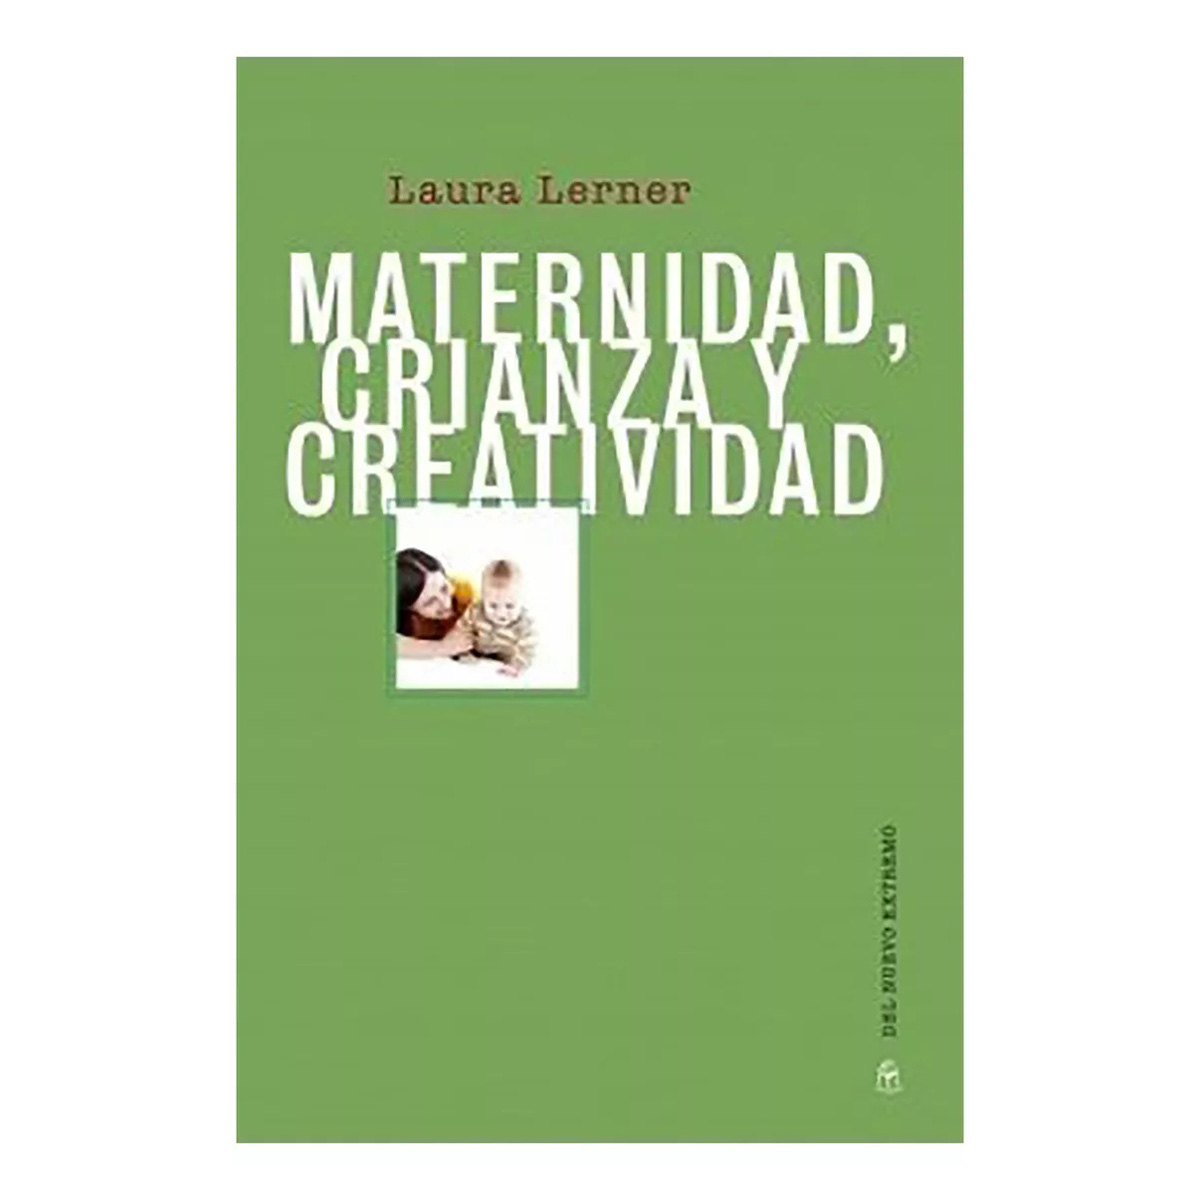 Laura Lerner
MATERNIDAD,
CRIANZA Y
CREATIVIDAD
DEL NUEVO EXTREMO